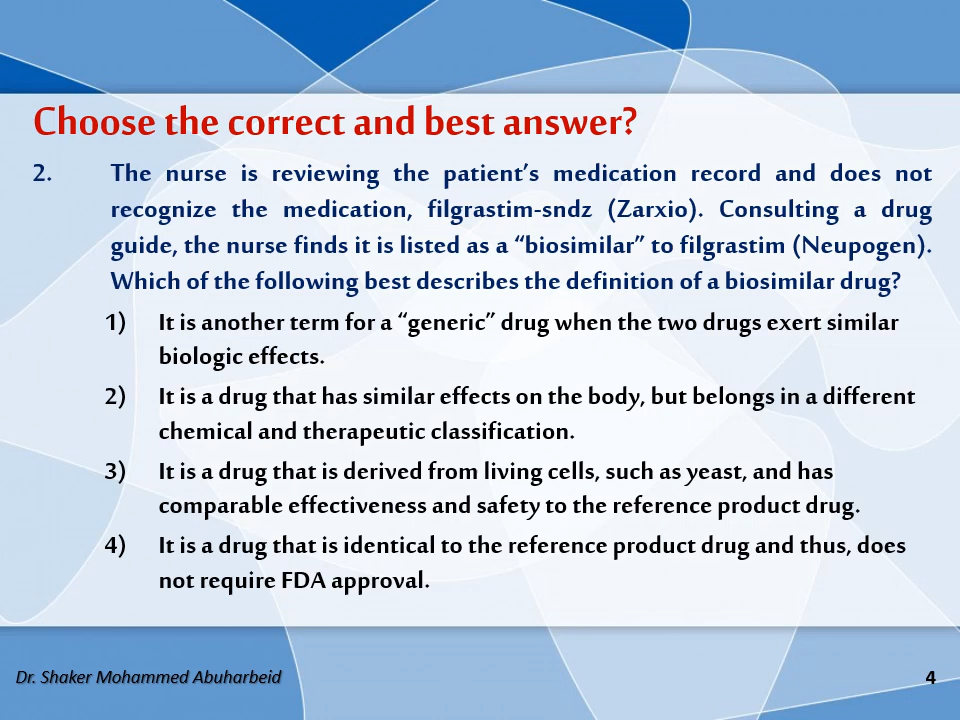 Choose the correct and best answer?
2. The nurse is reviewing the patient's medication record and does not
recognize the medication, filgrastim-sndz (Zarxio). Consulting a drug
guide, the nurse finds it is listed as a “biosimilar” to filgrastim (Neupogen).
Which of the following best describes the definition of a biosimilar drug?
1) It is another term for a “generic” drug when the two drugs exert similar
biologic effects.
2) It is a drug that has similar effects on the body, but belongs in a different
chemical and therapeutic classification.
3) It is a drug that is derived from living cells, such as yeast, and has
comparable effectiveness and safety to the reference product drug.
4) It is a drug that is identical to the reference product drug and thus, does
not require FDA approval.
Dr. Shaker Mohammed Abuharbeid
4